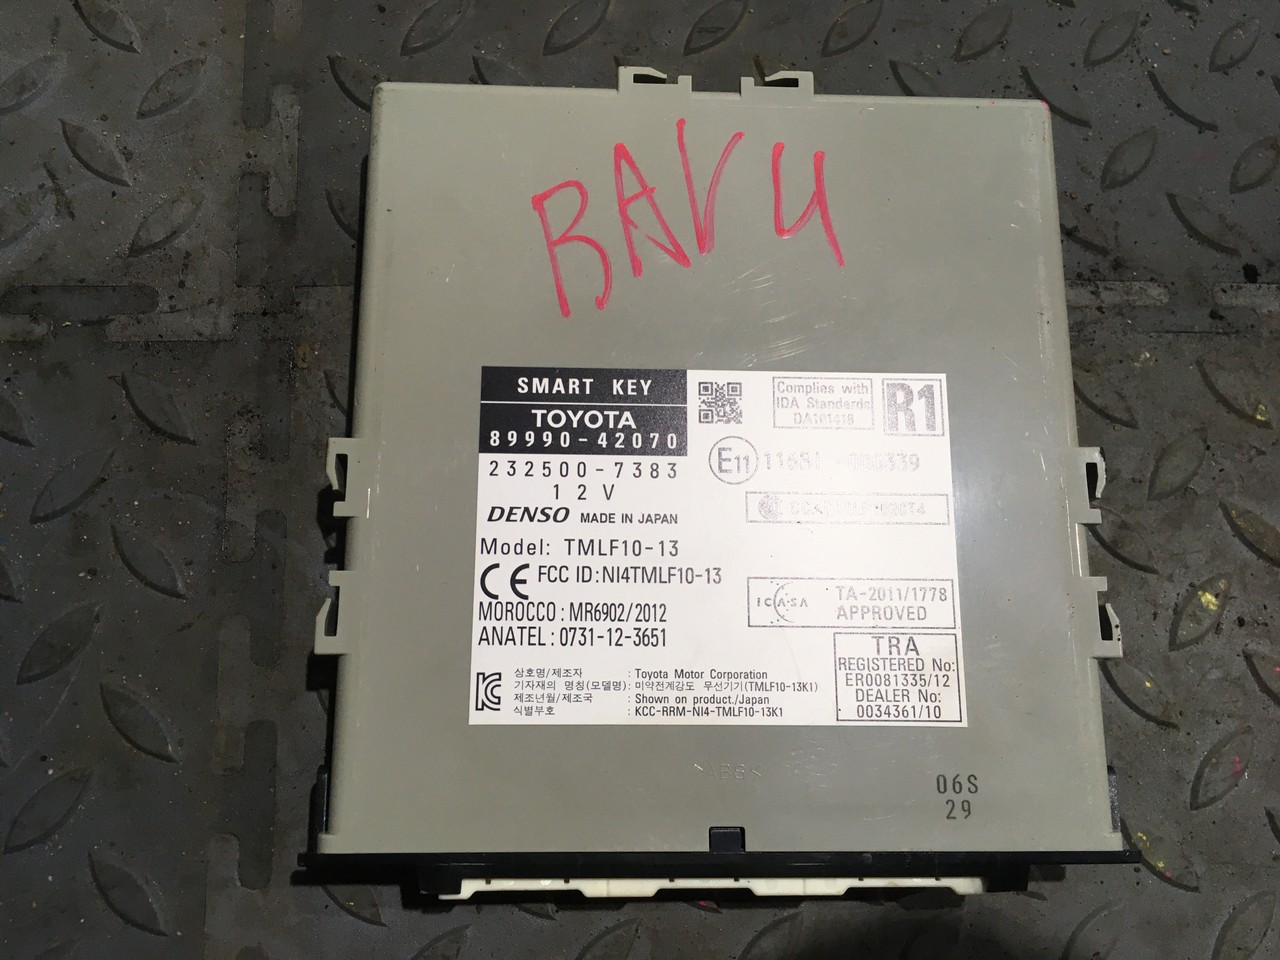 BAV4
SMART KEY
TOYOTA
89990-42070
232500-7383
12V
DENSO MADE IN JAPAN
Model: TMLF10-13
CE FCC ID:NI4TMLF10-13
MOROCCO: MR6902/2012
ANATEL: 0731-12-3651
상호명/제조자 : Toyota Motor Corporation
기자재의 명칭(모델명): 미약전계강도 무선기기(TMLF10-13K1)
제조년월/제조국 : Shown on product./Japan
식별부호 : KCC-RRM-NI4-TMLF10-13K1
Complies with
IDA Standards
DA101418
R1
E11
ICASA TA-2011/1778
APPROVED
TRA
REGISTERED No:
ER0081335/12
DEALER No:
0034361/10
>ABS<
06S
29